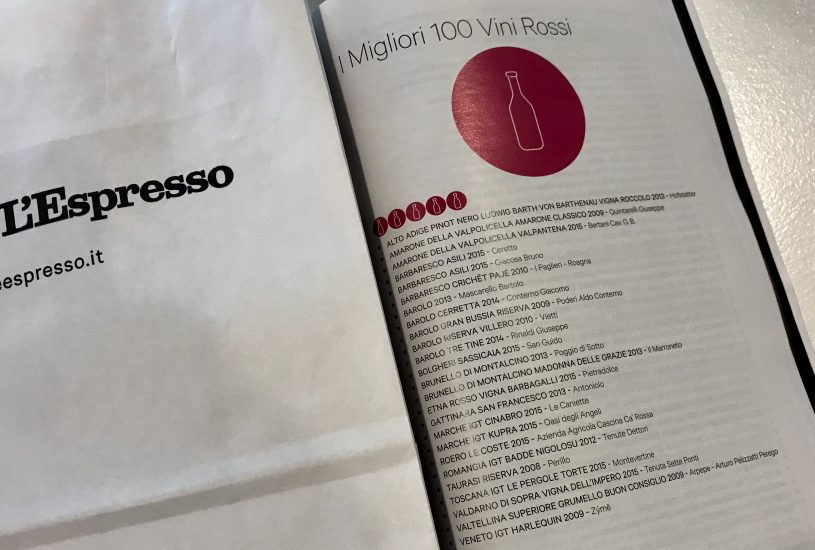 L'Espresso
eespresso.it
I Migliori 100 Vini Rossi
ALTO ADIGE PINOT NERO LUDWIG BARTH VON BARTHENAU VIGNA ROCCOLO 2013 - Hofstätter
AMARONE DELLA VALPOLICELLA AMARONE CLASSICO 2009 - Quintarelli Giuseppe
AMARONE DELLA VALPOLICELLA VALPANTENA 2015 - Bertani Cav. G.B.
BARBARESCO ASILI 2015 - Ceretto
BARBARESCO ASILI 2015 - Giacosa Bruno
BARBARESCO CRICHËT PAJÉ 2010 - I Paglieri - Roagna
BAROLO 2013 - Mascarello Bartolo
BAROLO CERRETTA 2014 - Conterno Giacomo
BAROLO GRAN BUSSIA RISERVA 2009 - Poderi Aldo Conterno
BAROLO RISERVA VILLERO 2010 - Vietti
BAROLO TRE TINE 2014 - Rinaldi Giuseppe
BOLGHERI SASSICAIA 2015 - San Guido
BRUNELLO DI MONTALCINO 2013 - Poggio di Sotto
BRUNELLO DI MONTALCINO MADONNA DELLE GRAZIE 2013 - Il Marroneto
ETNA ROSSO VIGNA BARBAGALLI 2015 - Pietradolce
GATTINARA SAN FRANCESCO 2013 - Antoniolo
MARCHE IGT CINABRO 2015 - Le Caniette
MARCHE IGT KUPRA 2015 - Oasi degli Angeli
ROERO LE COSTE 2015 - Azienda Agricola Cascina Ca' Rossa
ROMANGIA IGT BADDE NIGOLOSU 2012 - Tenute Dettori
TAURASI RISERVA 2008 - Perillo
TOSCANA IGT LE PERGOLE TORTE 2015 - Montevertine
VALDARNO DI SOPRA VIGNA DELL'IMPERO 2015 - Tenuta Sette Ponti
VALTELLINA SUPERIORE GRUMELLO BUON CONSIGLIO 2009 - Arpepe - Arturo Pelizzatti Perego
VENETO IGT HARLEQUIN 2009 - Zýmē